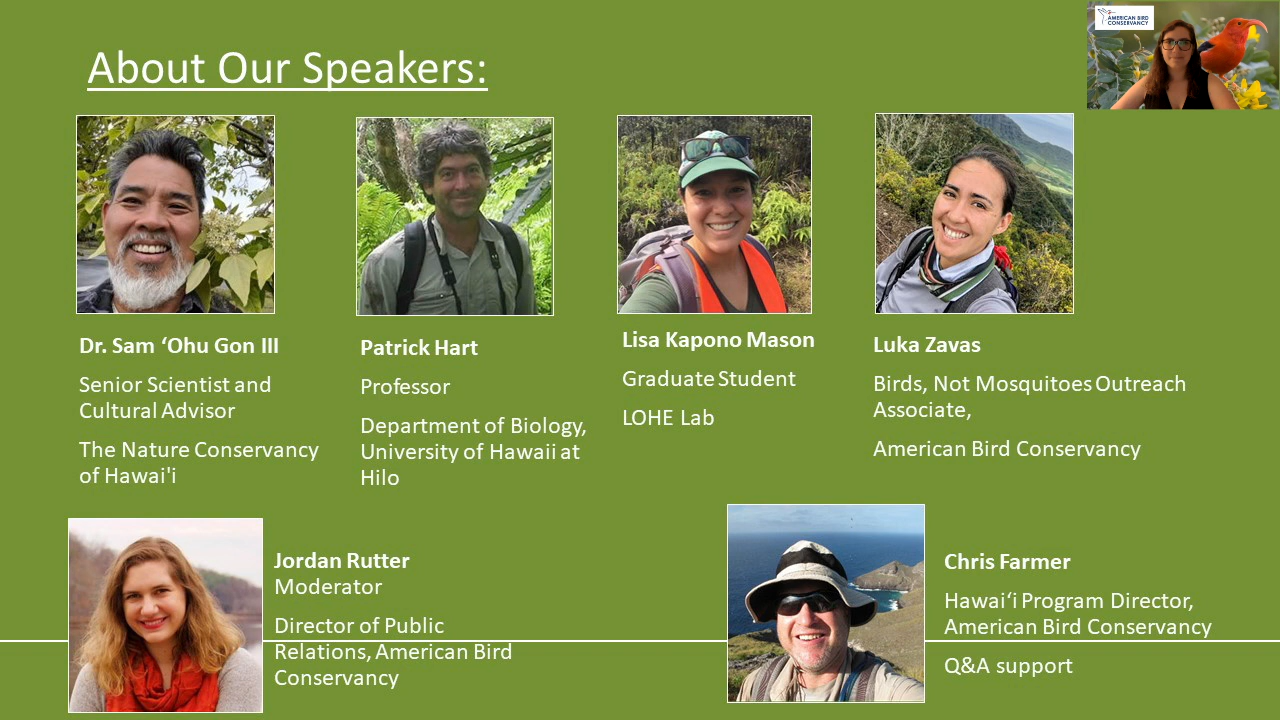 About Our Speakers:
AMERICAN BIRD
CONSERVANCY
Dr. Sam ‘Ohu Gon III
Senior Scientist and
Cultural Advisor
The Nature Conservancy
of Hawai'i
Patrick Hart
Professor
Department of Biology,
University of Hawaii at
Hilo
Lisa Kapono Mason
Graduate Student
LOHE Lab
Luka Zavas
Birds, Not Mosquitoes Outreach
Associate,
American Bird Conservancy
Jordan Rutter
Moderator
Director of Public
Relations, American Bird
Conservancy
Chris Farmer
Hawai‘i Program Director,
American Bird Conservancy
Q&A support